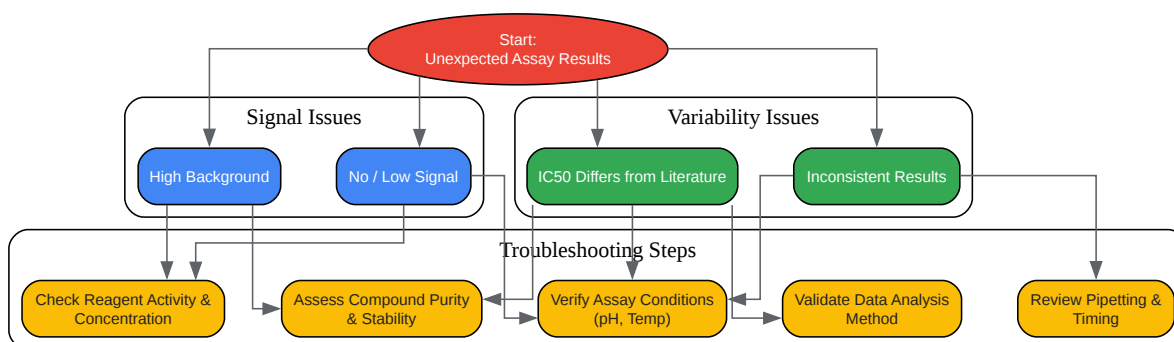 Start:
Unexpected Assay Results
Signal Issues
Variability Issues
High Background
No / Low Signal
IC50 Differs from Literature
Inconsistent Results
Troubleshooting Steps
Check Reagent Activity &
Concentration
Assess Compound Purity
& Stability
Verify Assay Conditions
(pH, Temp)
Validate Data Analysis
Method
Review Pipetting &
Timing